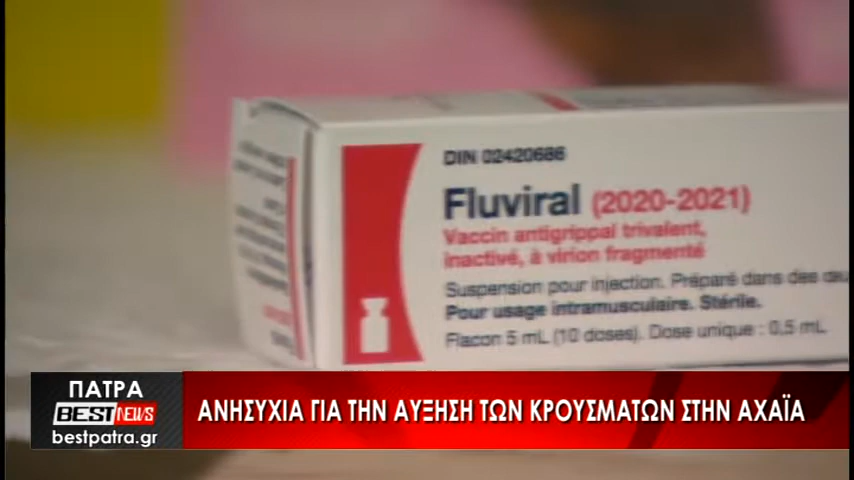 DIN 02420686
Fluviral (2020-2021)
Vaccin antigrippal trivalent,
inactivé, à virion fragmenté
Suspension pour injection. Préparé dans des œu
Pour usage intramusculaire. Stérile.
Flacon 5 mL (10 doses). Dose unique : 0,5 mL
ΠΑΤΡΑ
BEST NEWS
bestpatra.gr
ΑΝΗΣΥΧΙΑ ΓΙΑ ΤΗΝ ΑΥΞΗΣΗ ΤΩΝ ΚΡΟΥΣΜΑΤΩΝ ΣΤΗΝ ΑΧΑΪΑ